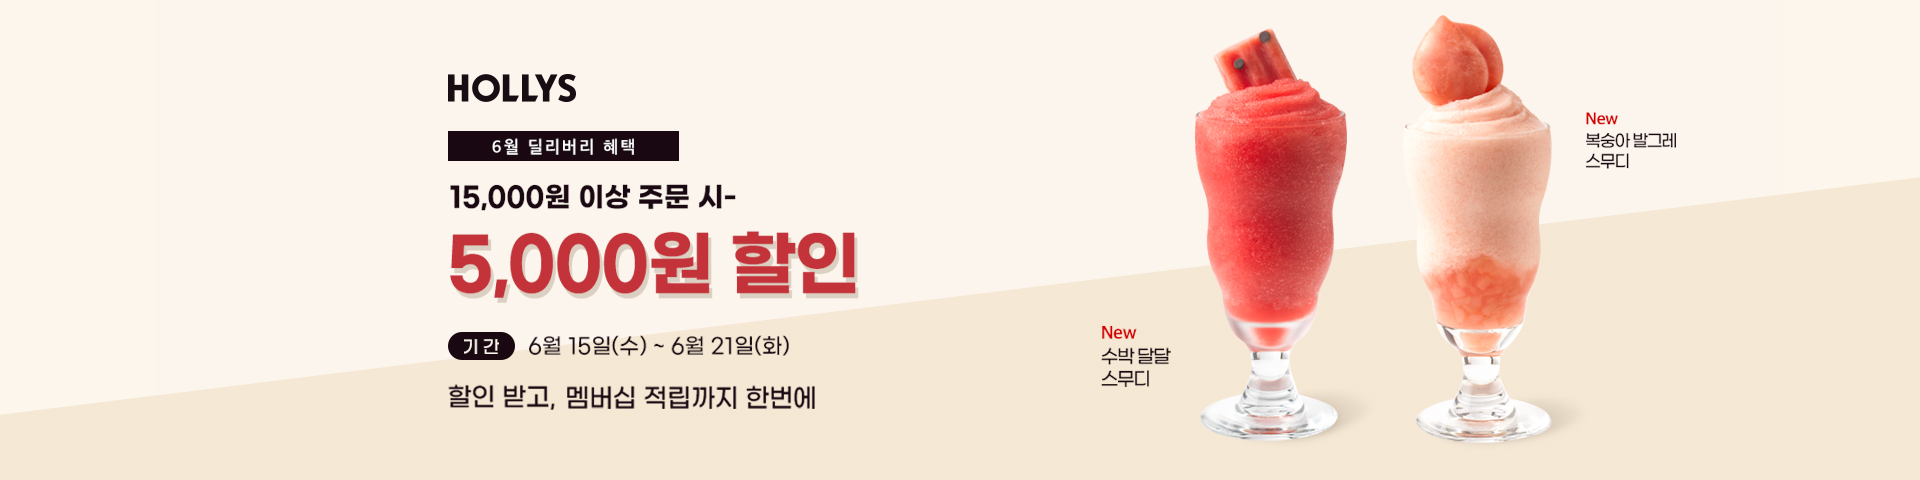 HOLLYS
6월 딜리버리 혜택
15,000원 이상 주문 시-
5,000원 할인
기간 6월 15일(수) ~ 6월 21일(화)
할인 받고, 멤버십 적립까지 한번에
New
수박 달달
스무디
New
복숭아 발그레
스무디